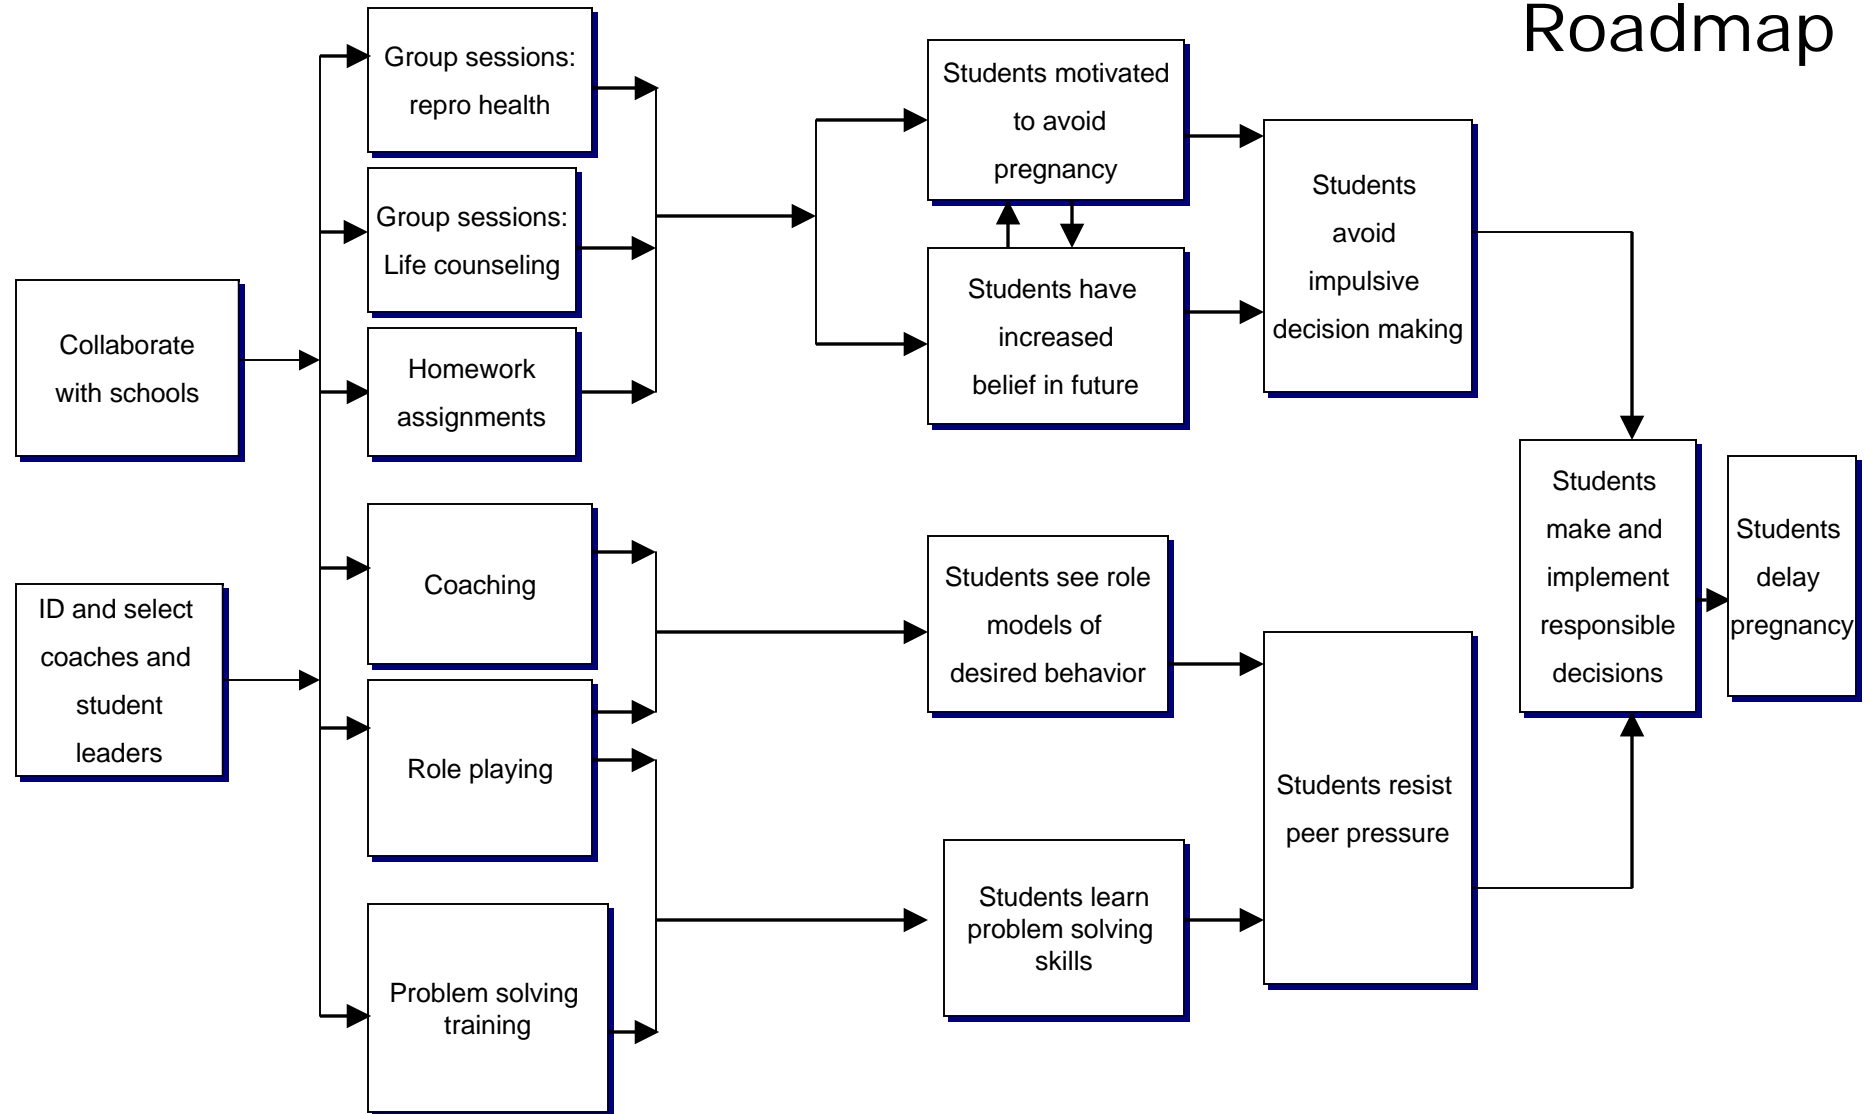 Roadmap
Group sessions:
repro health
Group sessions:
Life counseling
Homework
assignments
Collaborate
with schools
ID and select
coaches and
student
leaders
Coaching
Role playing
Problem solving
training
Students motivated
to avoid
pregnancy
Students have
increased
belief in future
Students see role
models of
desired behavior
Students learn
problem solving
skills
Students
avoid
impulsive
decision making
Students resist
peer pressure
Students
make and
implement
responsible
decisions
Students
delay
pregnancy